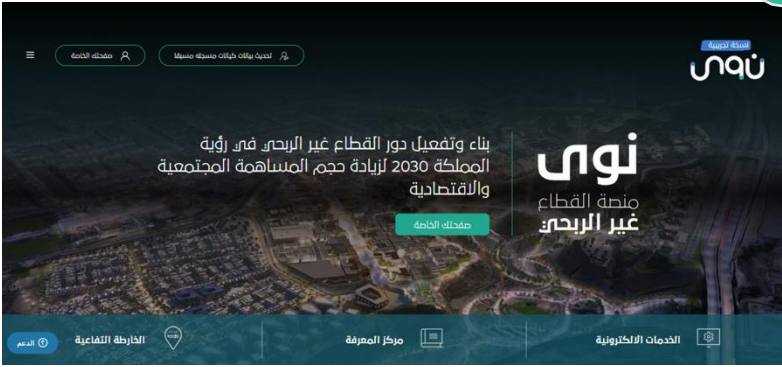 نسخة تجريبية
نوى
تحديث بيانات كيانات مسجله مسبقا
صفحتك الخاصة
نوى
منصة القطاع
غير الربحي
بناء وتفعيل دور القطاع غير الربحي في رؤية
المملكة 2030 لزيادة حجم المساهمة المجتمعية
والاقتصادية
صفحتك الخاصة
الخدمات الالكترونية
مركز المعرفة
الخارطة التفاعية
الدعم